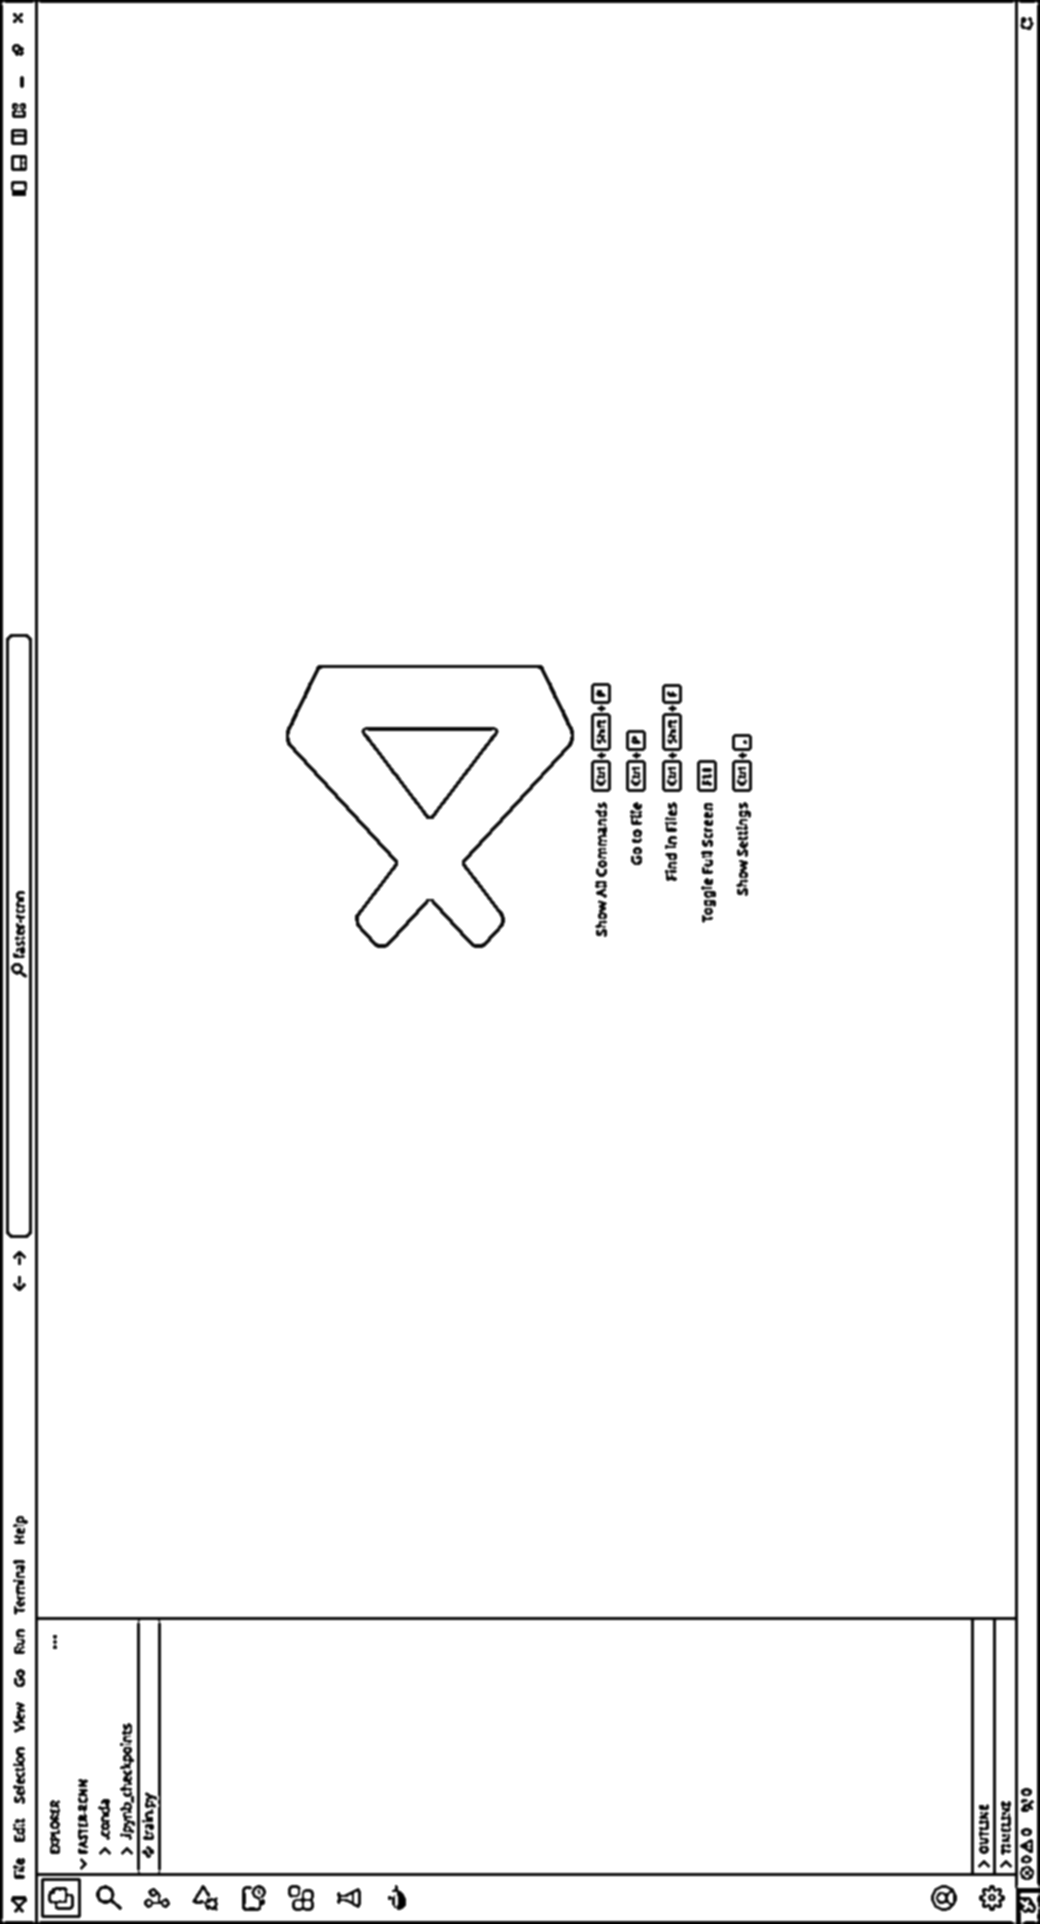 File Edit Selection View Go Run Terminal Help
faster-rcnn
EXPLORER ...
FASTER-RCNN
.conda
.ipynb_checkpoints
train.py
Show All Commands Ctrl + Shift + P
Go to File Ctrl + P
Find in Files Ctrl + Shift + F
Toggle Full Screen F11
Show Settings Ctrl + ,
OUTLINE
TIMELINE
0 0 0